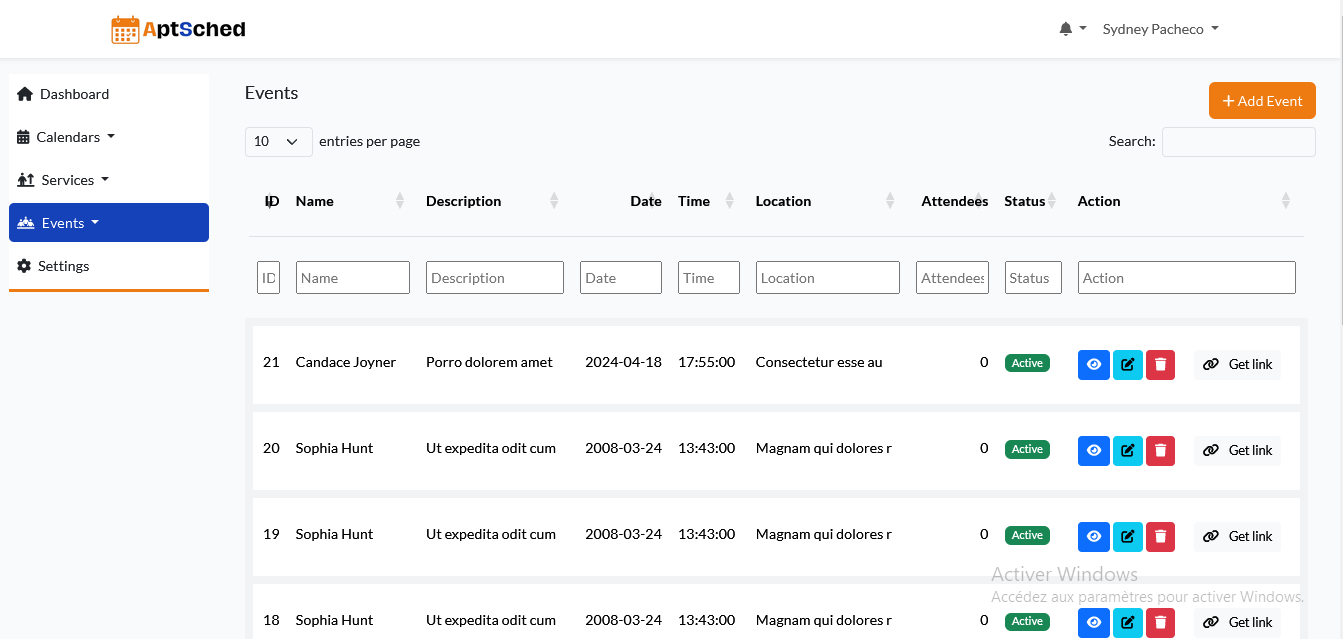 AptSched
Sydney Pacheco
Dashboard
Calendars
Services
Events
Settings
Events
+ Add Event
10 entries per page
Search:
ID Name Description Date Time Location Attendees Status Action
ID Name Description Date Time Location Attendees Status Action
21 Candace Joyner Porro dolorem amet 2024-04-18 17:55:00 Consectetur esse au 0 Active Get link
20 Sophia Hunt Ut expedita odit cum 2008-03-24 13:43:00 Magnam qui dolores r 0 Active Get link
19 Sophia Hunt Ut expedita odit cum 2008-03-24 13:43:00 Magnam qui dolores r 0 Active Get link
Activer Windows
Accédez aux paramètres pour activer Windows.
18 Sophia Hunt Ut expedita odit cum 2008-03-24 13:43:00 Magnam qui dolores r 0 Active Get link